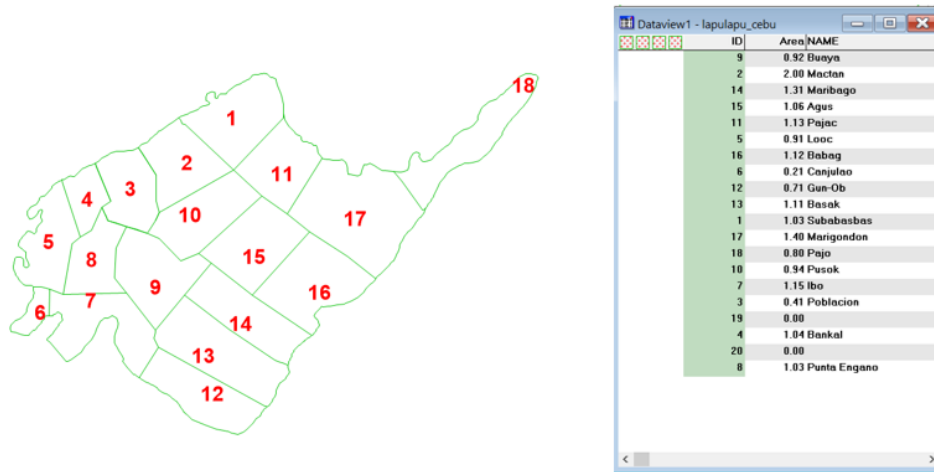 1
2
3
4
5
6
7
8
9
10
11
12
13
14
15
16
17
18
Dataview1 - lapulapu_cebu
ID Area NAME
9 0.92 Buaya
2 2.00 Mactan
14 1.31 Maribago
15 1.06 Agus
11 1.13 Pajac
5 0.91 Looc
16 1.12 Babag
6 0.21 Canjulao
12 0.71 Gun-Ob
13 1.11 Basak
1 1.03 Subabasbas
17 1.40 Marigondon
18 0.80 Pajo
10 0.94 Pusok
7 1.15 Ibo
3 0.41 Poblacion
19 0.00
4 1.04 Bankal
20 0.00
8 1.03 Punta Engano